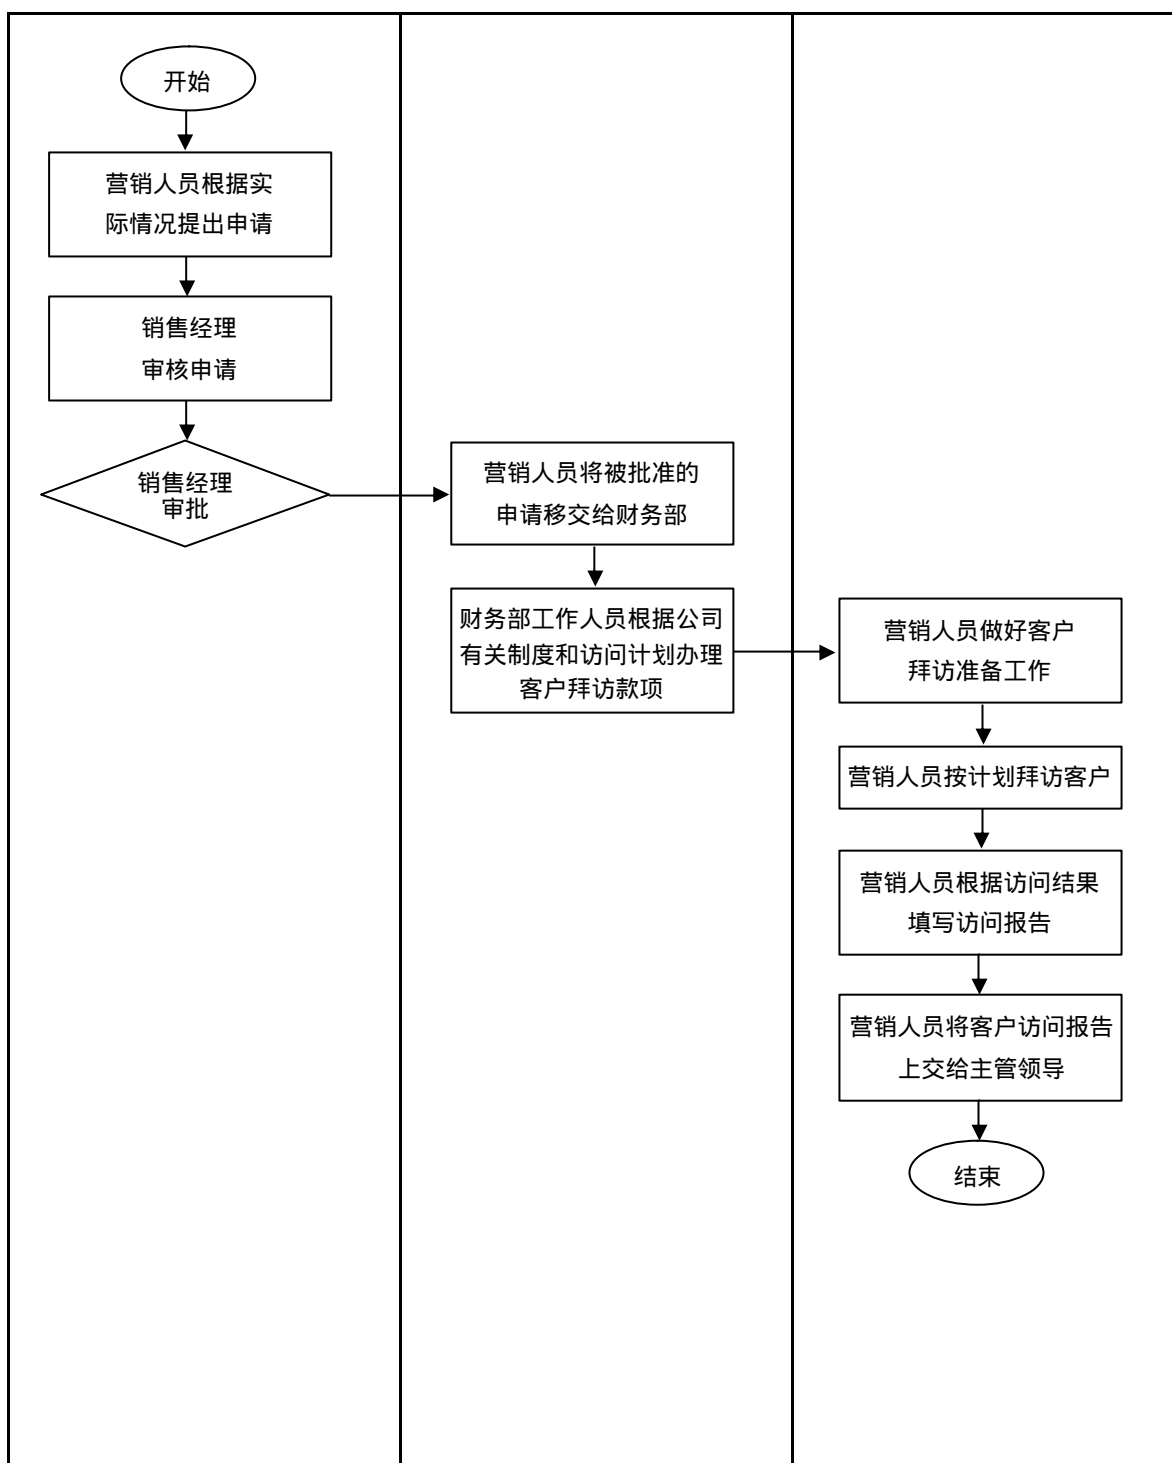 开始
营销人员根据实
际情况提出申请
销售经理
审核申请
销售经理
审批
营销人员将被批准的
申请移交给财务部
财务部工作人员根据公司
有关制度和访问计划办理
客户拜访款项
营销人员做好客户
拜访准备工作
营销人员按计划拜访客户
营销人员根据访问结果
填写访问报告
营销人员将客户访问报告
上交给主管领导
结束